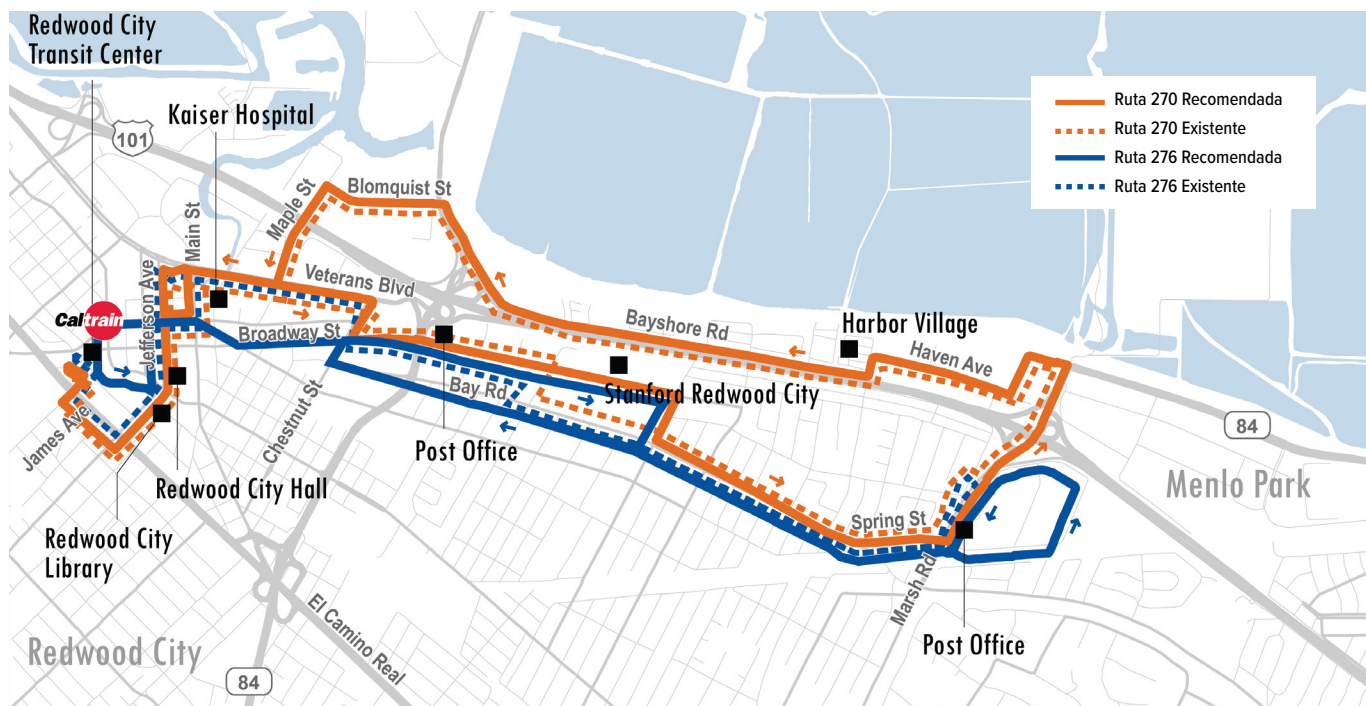 Redwood City
Transit Center
Kaiser Hospital
101
Ruta 270 Recomendada
Ruta 270 Existente
Ruta 276 Recomendada
Ruta 276 Existente
Maple St
Blomquist St
Main St
Veterans Blvd
Jefferson Ave
Caltrain
Broadway St
Bayshore Rd
Harbor Village
Haven Ave
Stanford Redwood City
Bay Rd
Chestnut St
James Ave
Post Office
84
Menlo Park
Redwood City Hall
Spring St
Redwood City
Library
Marsh Rd
El Camino Real
Post Office
Redwood City
84